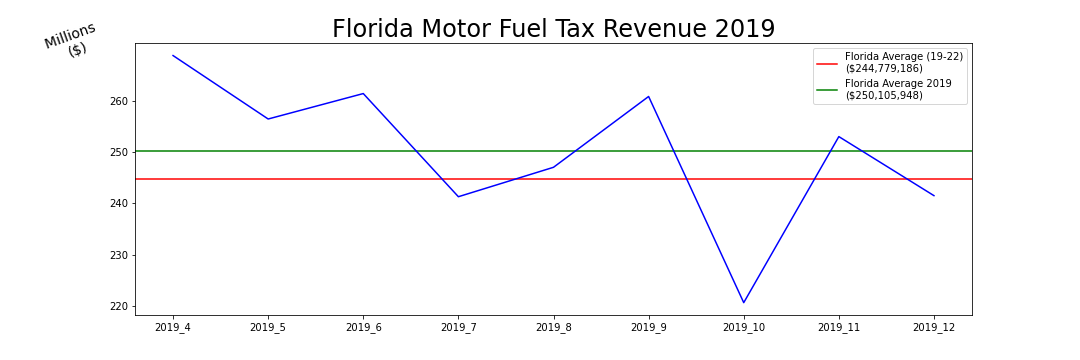 Florida Motor Fuel Tax Revenue 2019
Millions
($)
Florida Average (19-22)
($244,779,186)
Florida Average 2019
($250,105,948)
260
250
240
230
220
2019_4 2019_5 2019_6 2019_7 2019_8 2019_9 2019_10 2019_11 2019_12